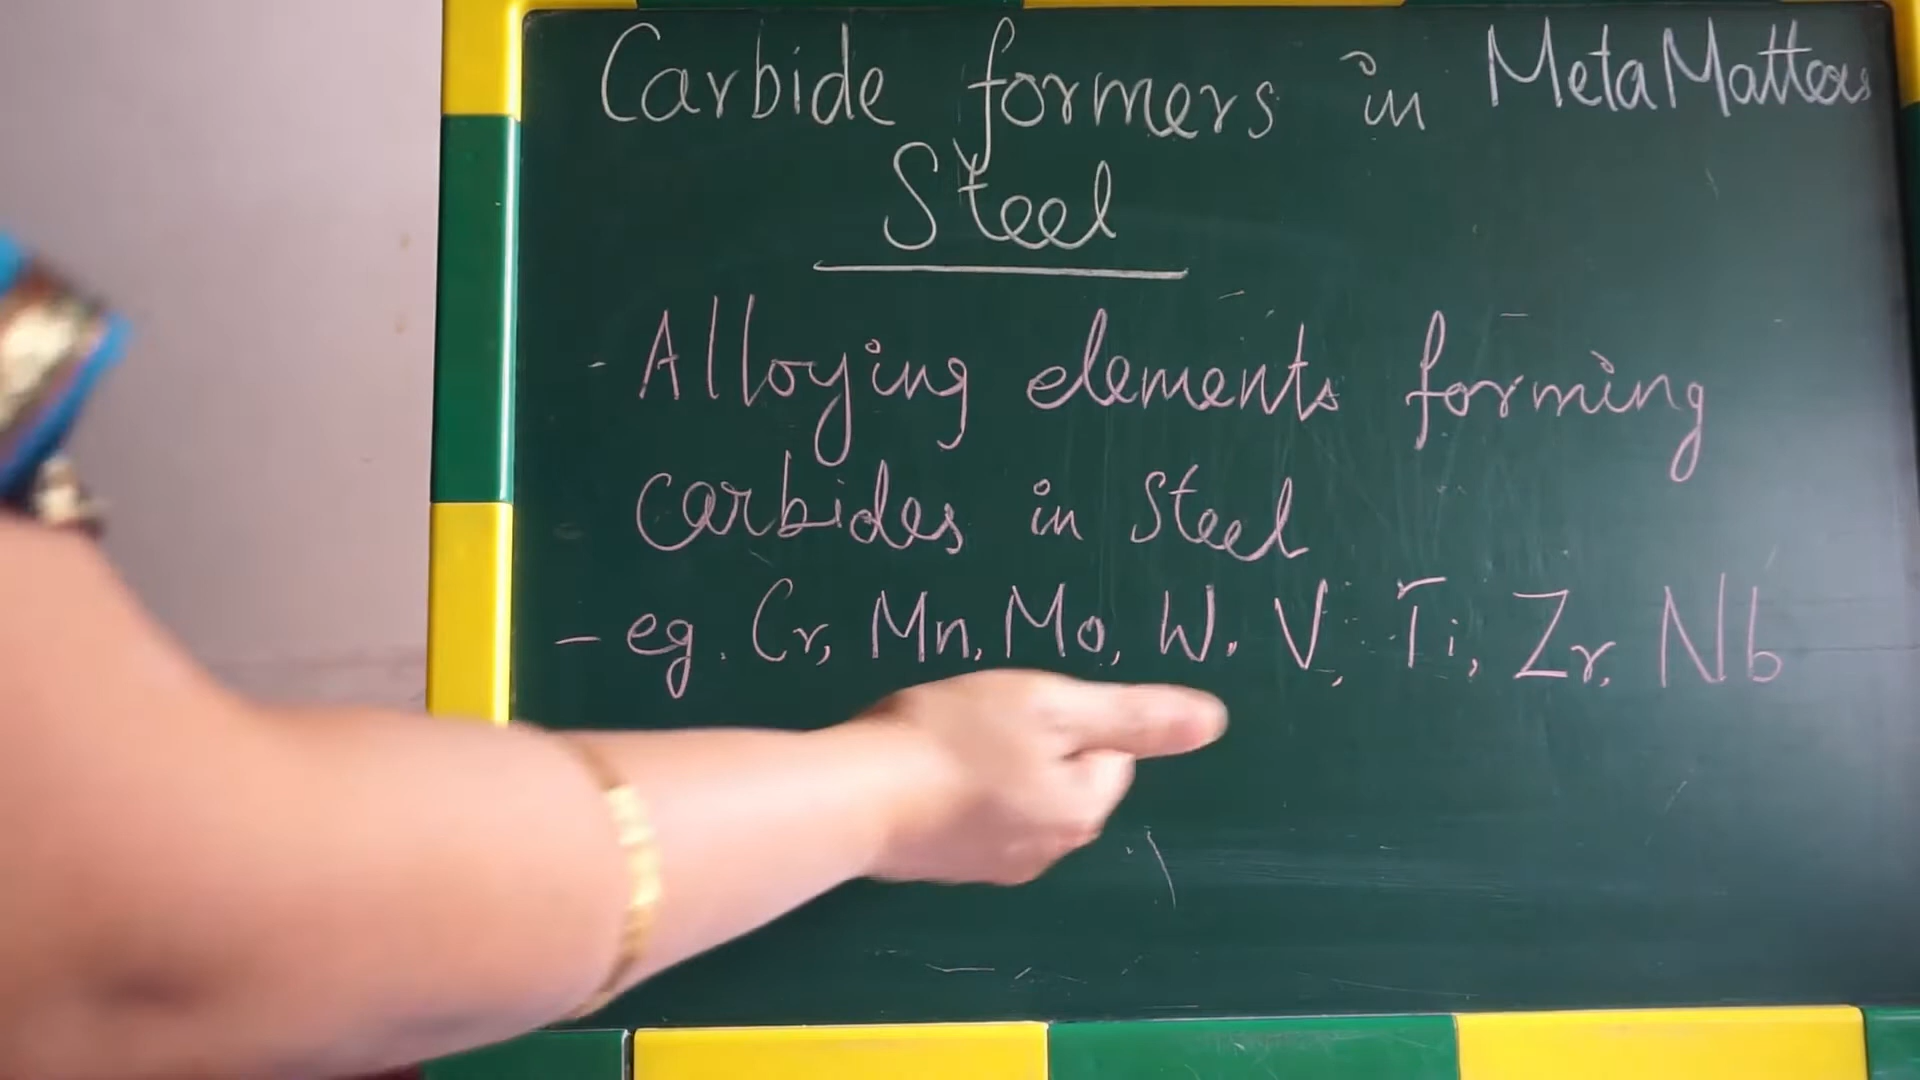 Carbide formers in MetaMatters
Steel
- Alloying elements forming
Carbides in Steel
- eg. Cr, Mn, Mo, W. V, Ti, Zr, Nb